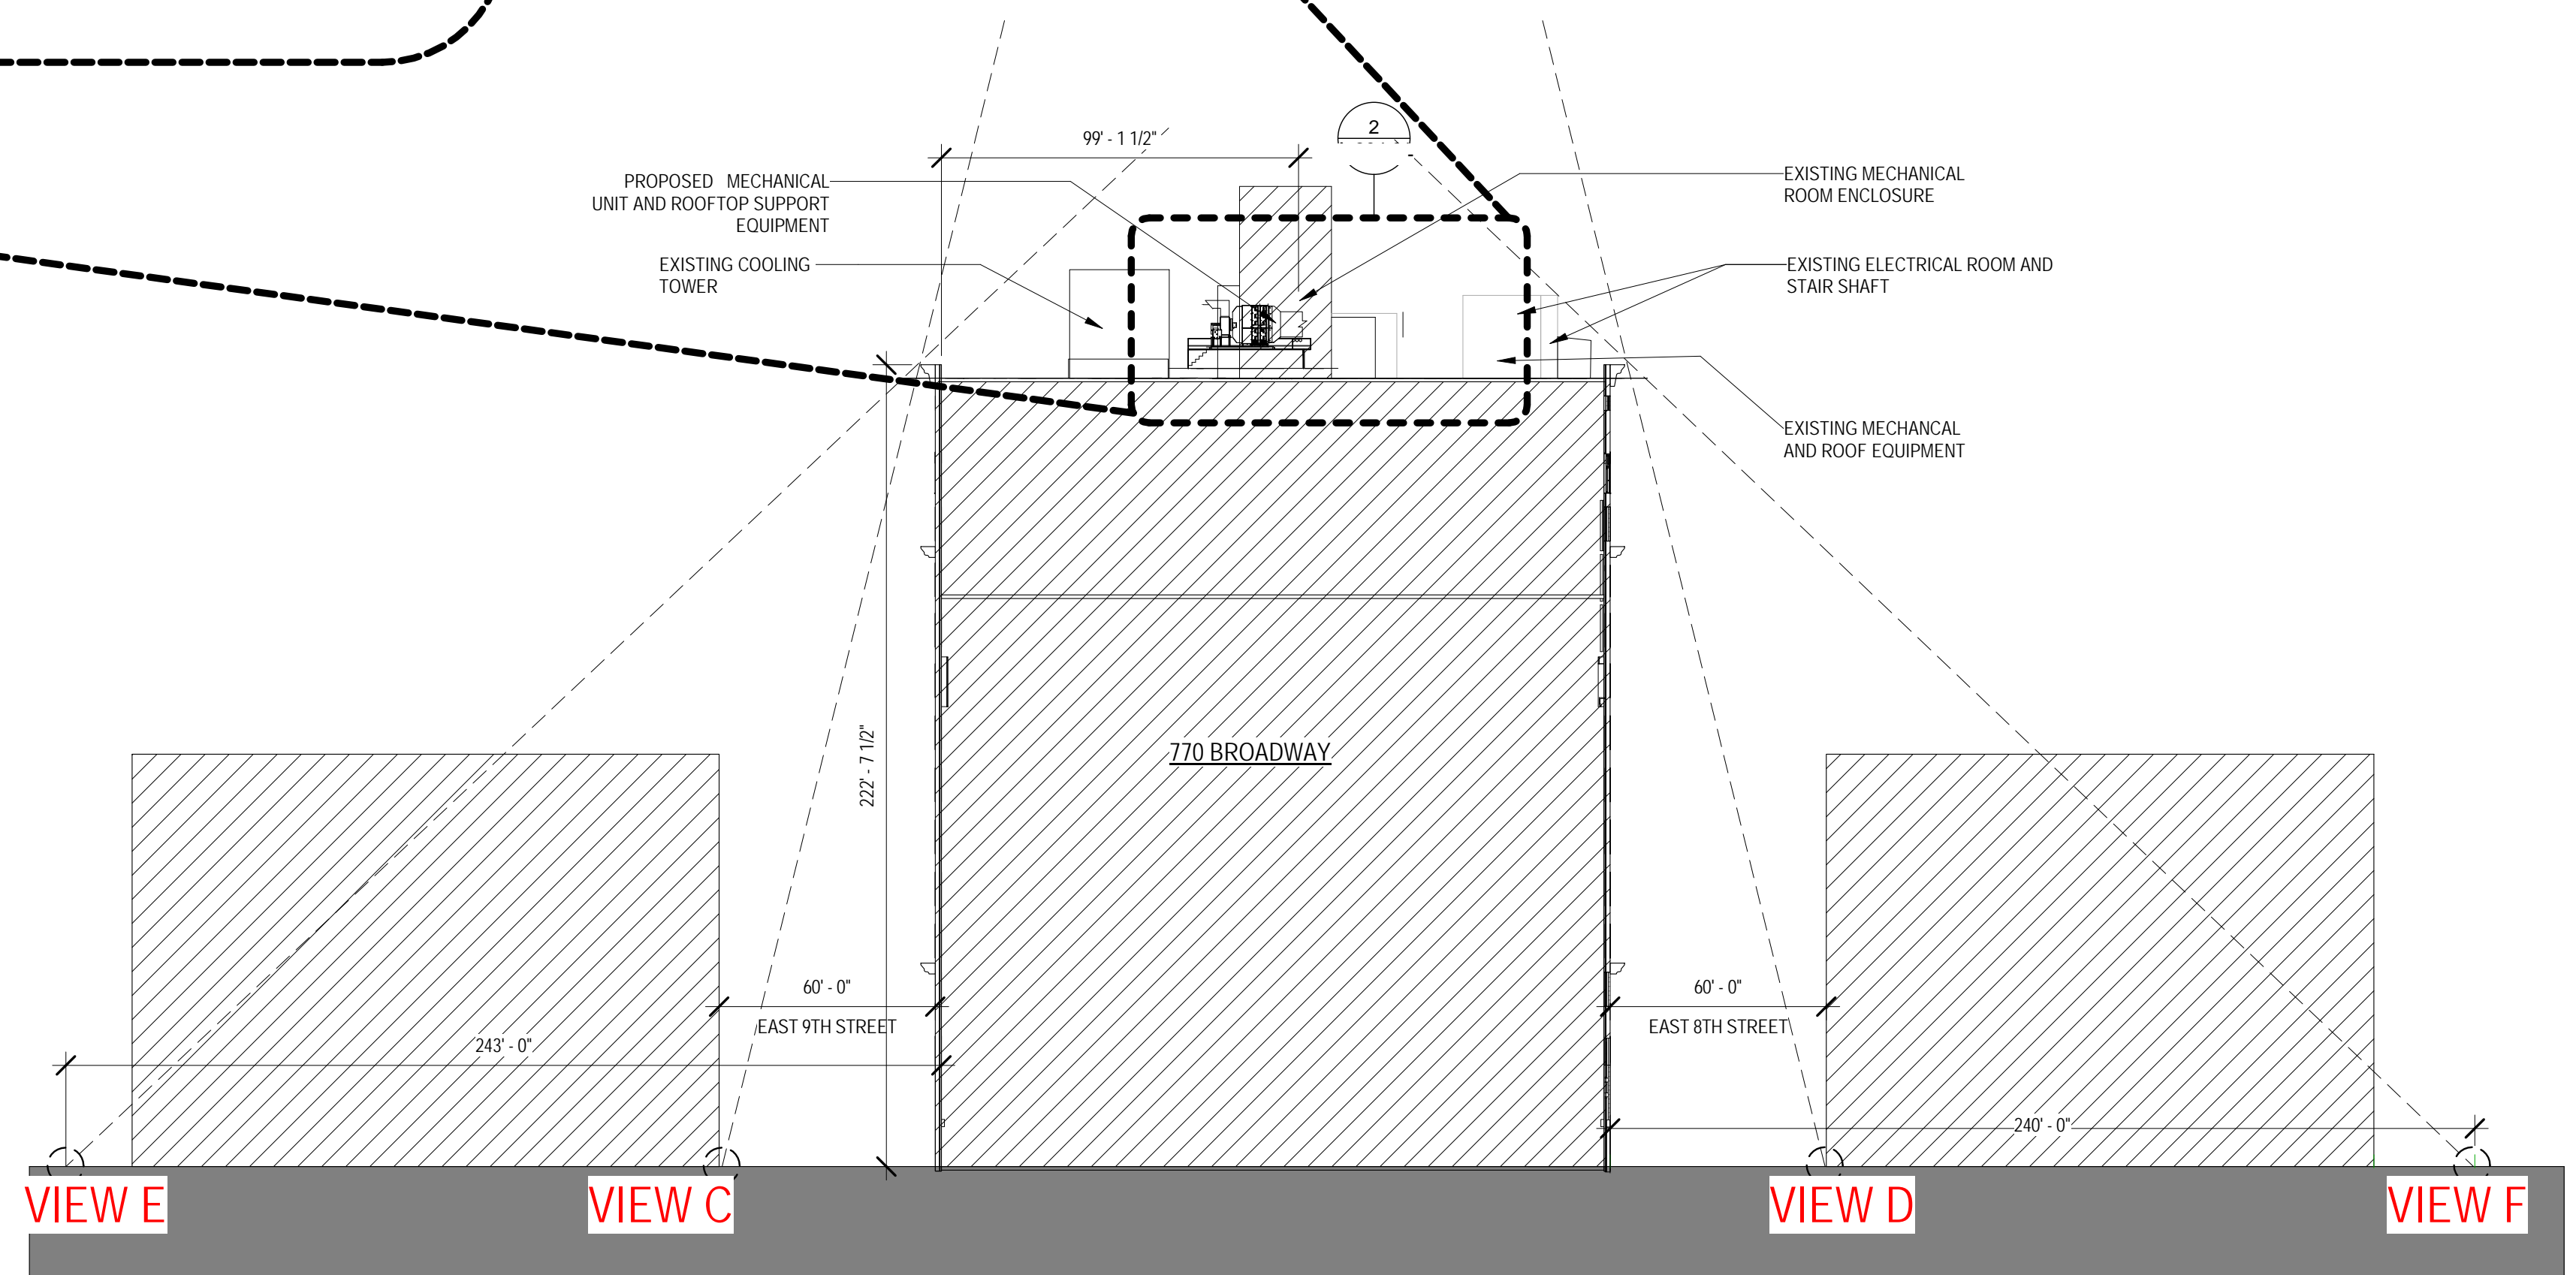 2
99' - 1 1/2"
PROPOSED MECHANICAL
UNIT AND ROOFTOP SUPPORT
EQUIPMENT
EXISTING MECHANICAL
ROOM ENCLOSURE
EXISTING COOLING
TOWER
EXISTING ELECTRICAL ROOM AND
STAIR SHAFT
EXISTING MECHANCAL
AND ROOF EQUIPMENT
222' - 7 1/2"
770 BROADWAY
60' - 0"
EAST 9TH STREET
60' - 0"
EAST 8TH STREET
243' - 0"
240' - 0"
VIEW E
VIEW C
VIEW D
VIEW F